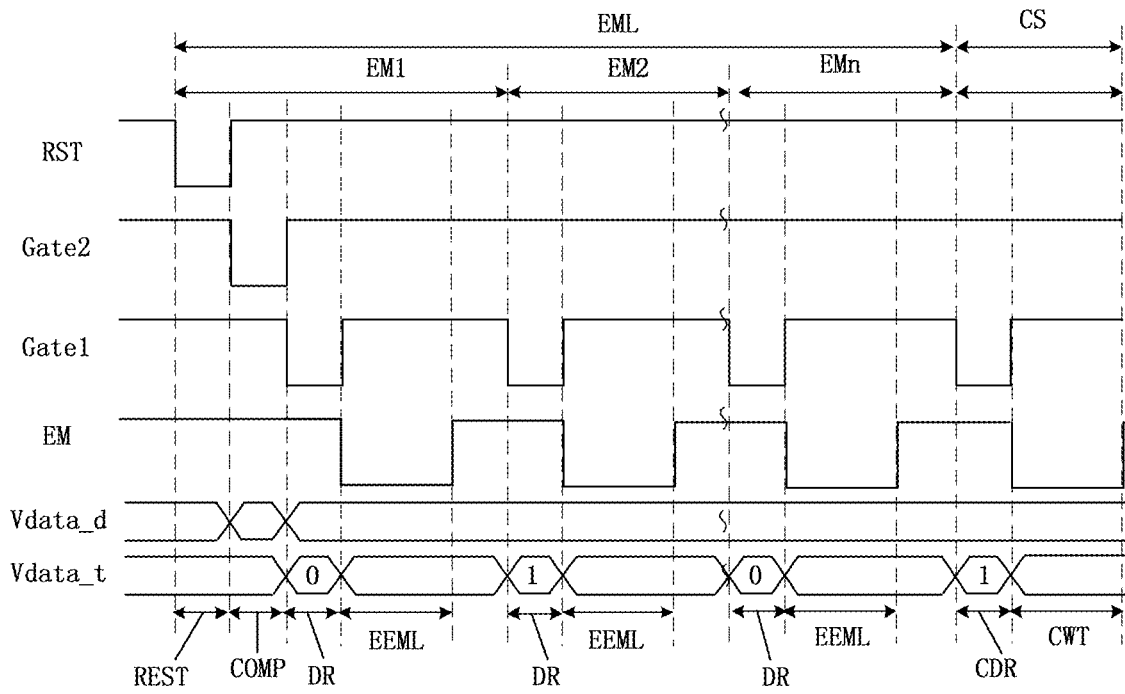 EML CS
EM1 EM2 EMn
RST
Gate2
Gate1
EM
Vdata_d
Vdata_t 0 1 0 1
EEML EEML EEML CWT
REST COMP DR DR DR CDR